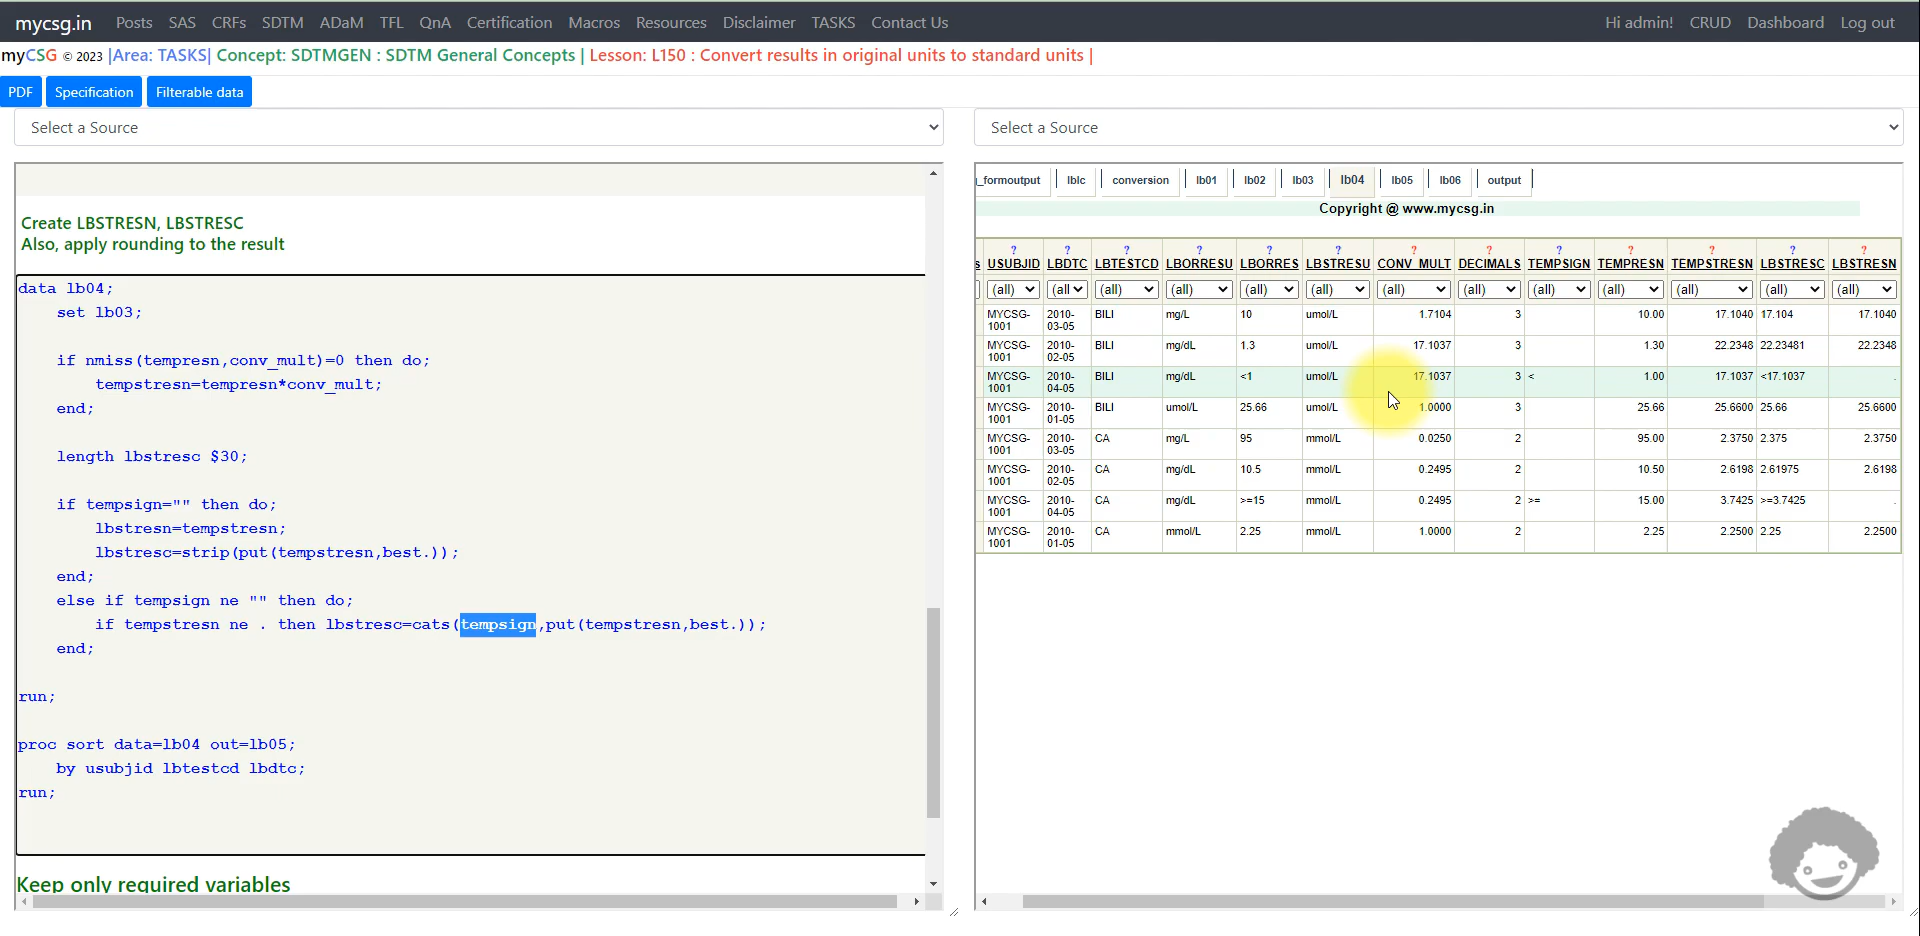 mycsg.in Posts SAS CRFs SDTM ADaM TFL QnA Certification Macros Resources Disclaimer TASKS Contact Us Hi admin! CRUD Dashboard Log out
myCSG © 2023 |Area: TASKS| Concept: SDTMGEN : SDTM General Concepts | Lesson: L150 : Convert results in original units to standard units |
PDF Specification Filterable data
Select a Source
Create LBSTRESN, LBSTRESC
Also, apply rounding to the result
data lb04;
set lb03;
if nmiss(tempresn,conv_mult)=0 then do;
tempstresn=tempresn*conv_mult;
end;
length lbstresc $30;
if tempsign="" then do;
lbstresn=tempstresn;
lbstresc=strip(put(tempstresn,best.));
end;
else if tempsign ne "" then do;
if tempstresn ne . then lbstresc=cats(tempsign,put(tempstresn,best.));
end;
run;
proc sort data=lb04 out=lb05;
by usubjid lbtestcd lbdtc;
run;
Keep only required variables
Select a Source
_formoutput lblc conversion lb01 lb02 lb03 lb04 lb05 lb06 output
Copyright @ www.mycsg.in
? ? ? ? ? ? ? ? ? ? ? ? ?
s USUBJID LBDTC LBTESTCD LBORRESU LBORRES LBSTRESU CONV_MULT DECIMALS TEMPSIGN TEMPRESN TEMPSTRESN LBSTRESC LBSTRESN
(all) (all (all) (all) (all) (all) (all) (all) (all) (all) (all) (all) (all)
MYCSG- 2010- BILI mg/L 10 umol/L 1.7104 3 10.00 17.1040 17.104 17.1040
1001 03-05
MYCSG- 2010- BILI mg/dL 1.3 umol/L 17.1037 3 1.30 22.2348 22.23481 22.2348
1001 02-05
MYCSG- 2010- BILI mg/dL <1 umol/L 17.1037 3 < 1.00 17.1037 <17.1037 .
1001 04-05
MYCSG- 2010- BILI umol/L 25.66 umol/L 1.0000 3 25.66 25.6600 25.66 25.6600
1001 01-05
MYCSG- 2010- CA mg/L 95 mmol/L 0.0250 2 95.00 2.3750 2.375 2.3750
1001 03-05
MYCSG- 2010- CA mg/dL 10.5 mmol/L 0.2495 2 10.50 2.6198 2.61975 2.6198
1001 02-05
MYCSG- 2010- CA mg/dL >=15 mmol/L 0.2495 2 >= 15.00 3.7425 >=3.7425 .
1001 04-05
MYCSG- 2010- CA mmol/L 2.25 mmol/L 1.0000 2 2.25 2.2500 2.25 2.2500
1001 01-05